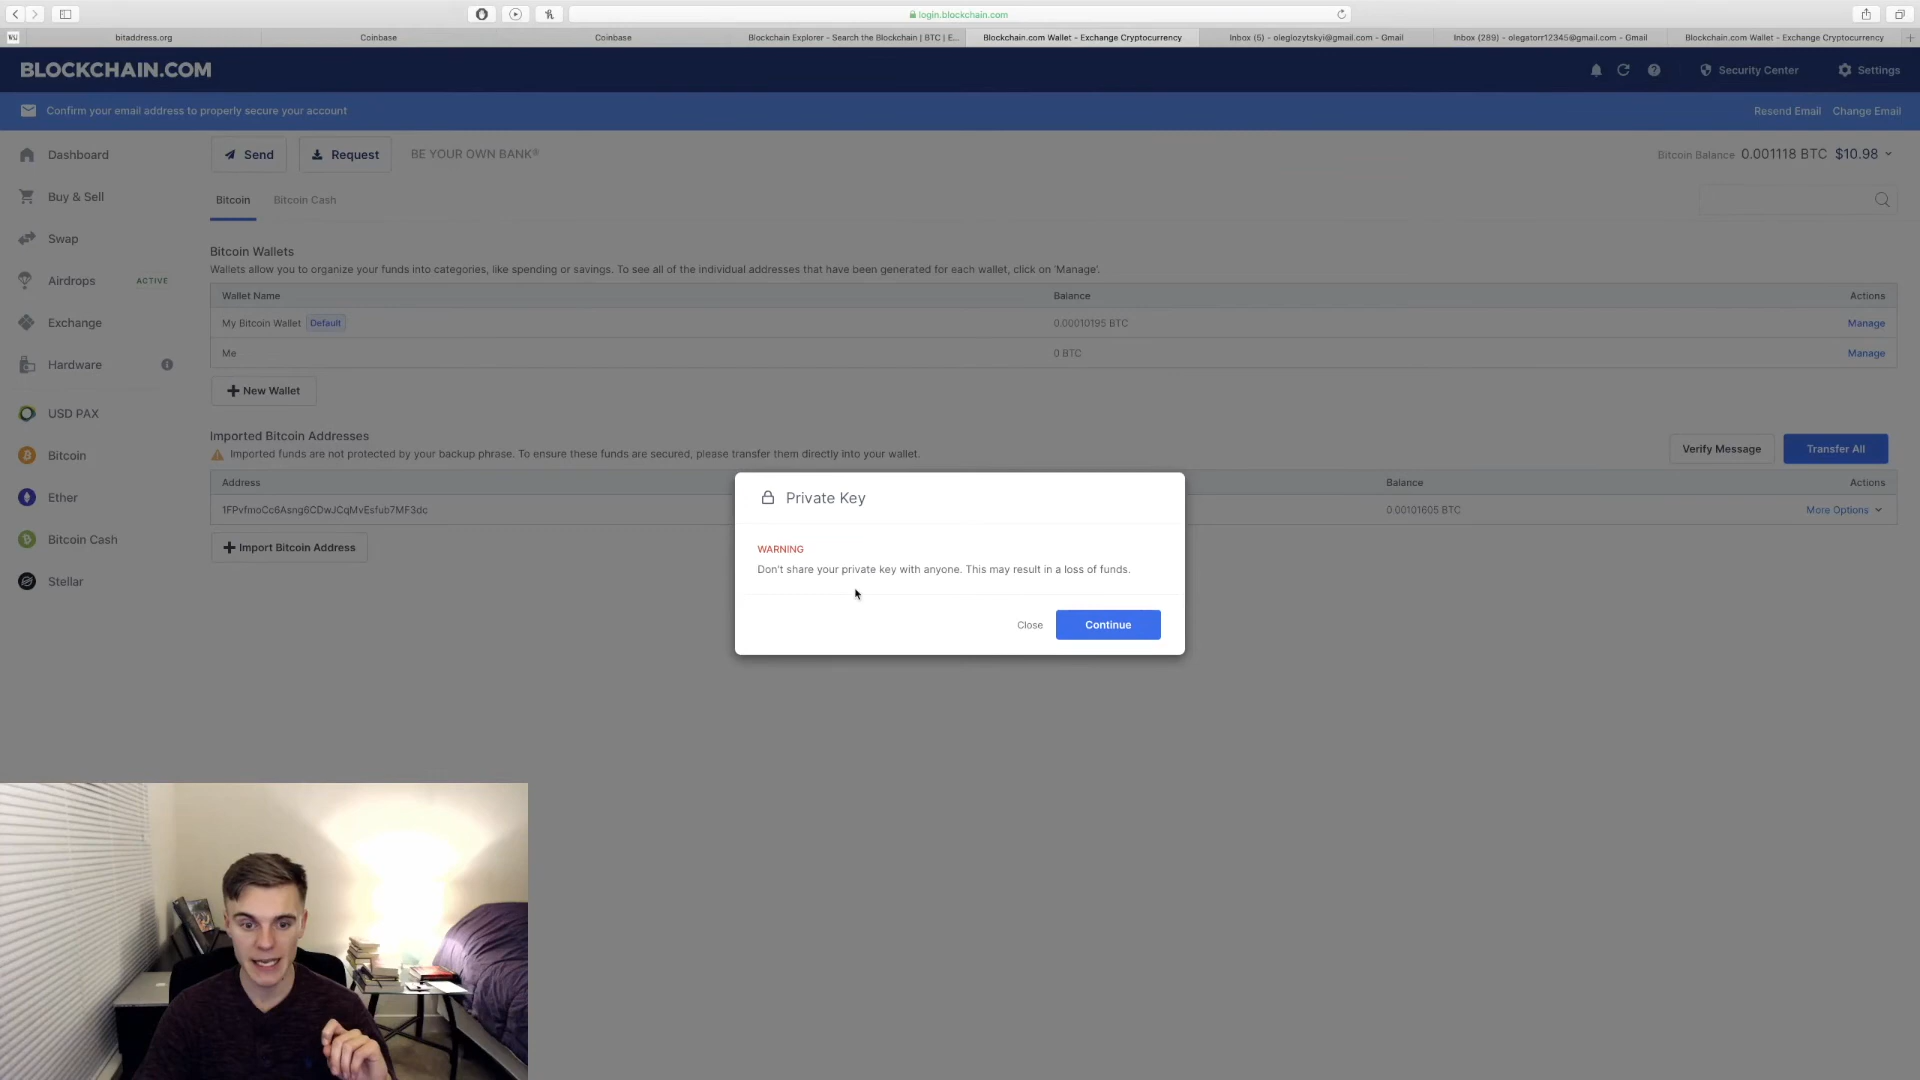 login.blockchain.com
bitaddress.org
Coinbase
Coinbase
Blockchain Explorer - Search the Blockchain | BTC | E...
Blockchain.com Wallet - Exchange Cryptocurrency
Inbox (5) - oleglozytskyi@gmail.com - Gmail
Inbox (289) - olegatorr12345@gmail.com - Gmail
Blockchain.com Wallet - Exchange Cryptocurrency
BLOCKCHAIN.COM
Security Center
Settings
Confirm your email address to properly secure your account
Resend Email
Change Email
Dashboard
Buy & Sell
Swap
Airdrops ACTIVE
Exchange
Hardware
USD PAX
Bitcoin
Ether
Bitcoin Cash
Stellar
Send
Request
BE YOUR OWN BANK®
Bitcoin Balance 0.001118 BTC $10.98
Bitcoin
Bitcoin Cash
Bitcoin Wallets
Wallets allow you to organize your funds into categories, like spending or savings. To see all of the individual addresses that have been generated for each wallet, click on 'Manage'.
Wallet Name Balance Actions
My Bitcoin Wallet Default 0.00010195 BTC Manage
Me 0 BTC Manage
New Wallet
Imported Bitcoin Addresses
Imported funds are not protected by your backup phrase. To ensure these funds are secured, please transfer them directly into your wallet.
Verify Message
Transfer All
Address Balance Actions
1FPvfmoCc6Asng6CDwJCqMvEsfub7MF3dc 0.00101605 BTC More Options
Import Bitcoin Address
Private Key
WARNING
Don't share your private key with anyone. This may result in a loss of funds.
Close
Continue